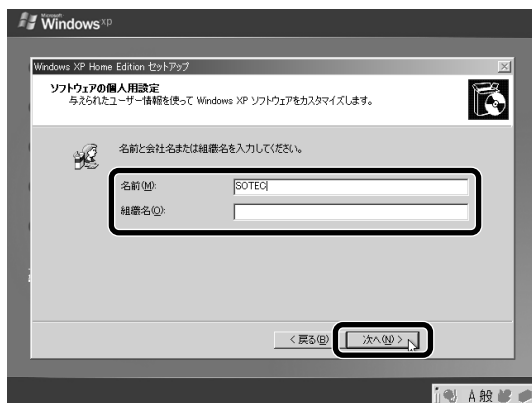 Microsoft
Windows xp
Windows XP Home Edition セットアップ
ソフトウェアの個人用設定
与えられたユーザー情報を使って Windows XP ソフトウェアをカスタマイズします。
名前と会社名または組織名を入力してください。
名前(M):
SOTEC
組織名(O):
< 戻る(B)
次へ(N) >
A 般